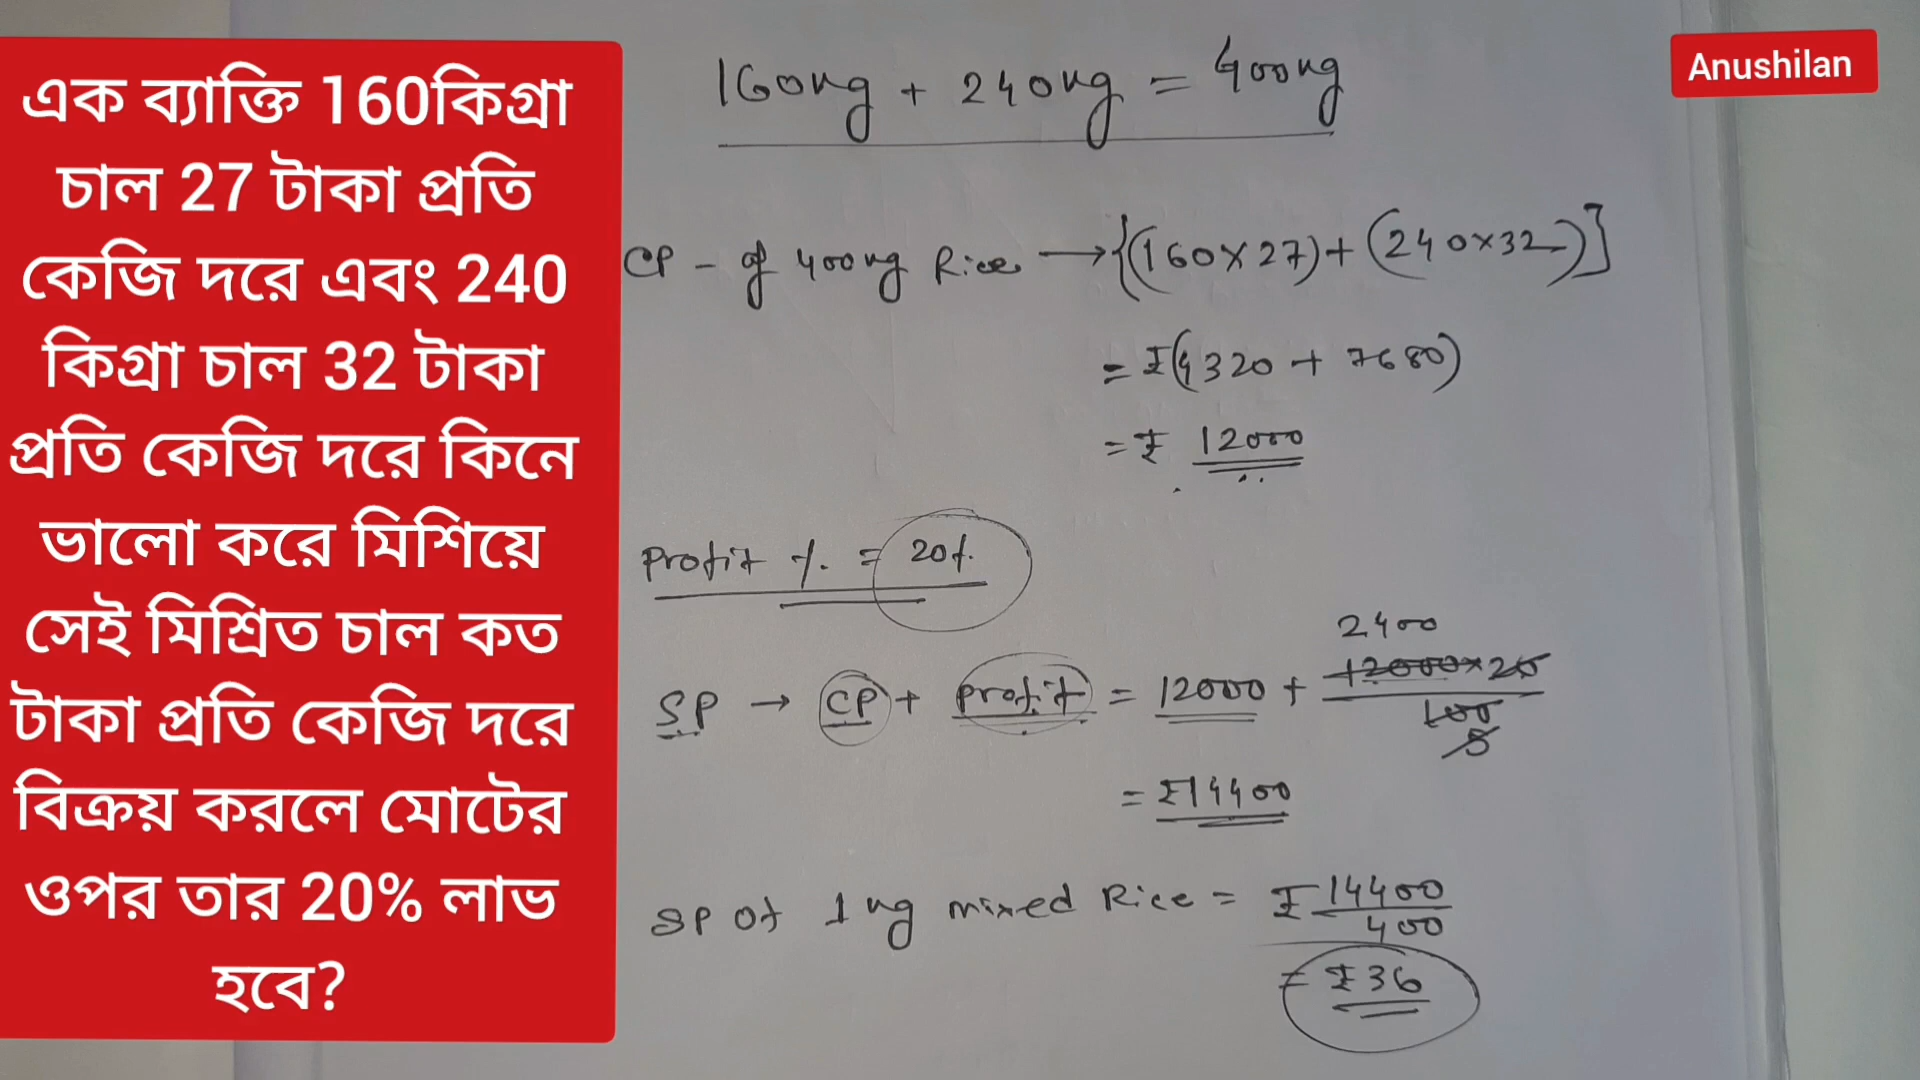 এক ব্যাক্তি 160কিগ্রা
চাল 27 টাকা প্রতি
কেজি দরে এবং 240
কিগ্রা চাল 32 টাকা
প্রতি কেজি দরে কিনে
ভালো করে মিশিয়ে
সেই মিশ্রিত চাল কত
টাকা প্রতি কেজি দরে
বিক্রয় করলে মোটের
ওপর তার 20% লাভ
হবে?
Anushilan
160kg + 240kg = 400kg
CP - of 400kg Rice → {(160×27)+(240×32)]
= ₹(4320 + 7680)
= ₹ 12000
Profit %. = 20%.
2400
SP → CP + Profit = 12000 + 12000×20
100
5
= ₹14400
SP of 1kg mixed Rice = ₹ 14400
400
= ₹36